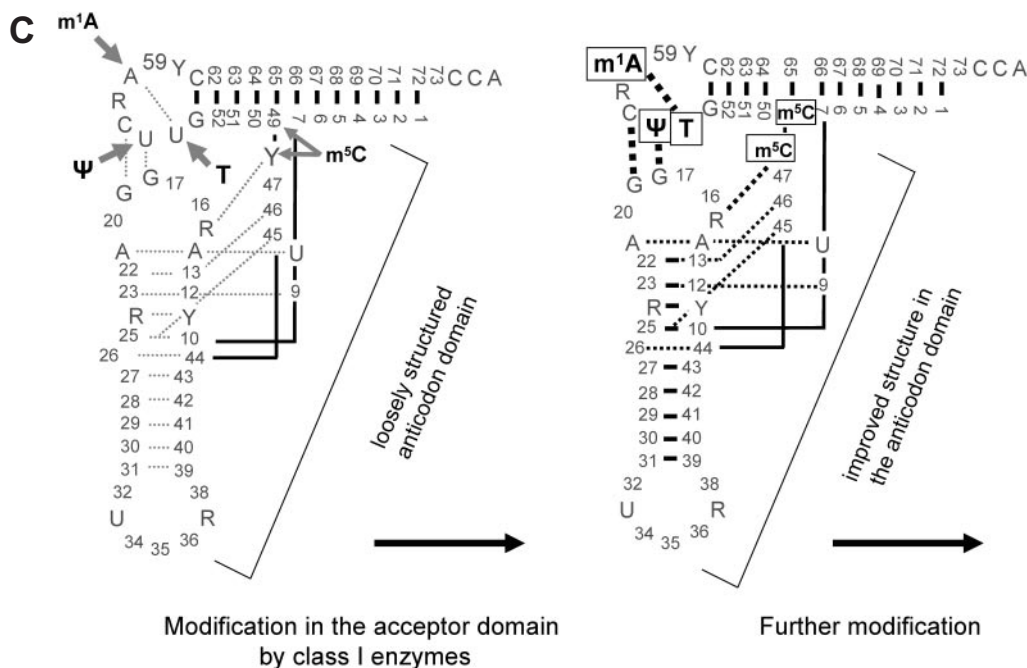 C
m¹A
59 Y C 62 63 64 65 66 67 68 69 70 71 72 73 C C A
A
R
C
U
U
G 52 51 50 49 7 6 5 4 3 2 1
Ψ
T
m⁵C
Y
G
G
17
47
20
16
R
46
45
A
A
U
22
13
23
12
9
R
Y
25
10
26
44
27
43
28
42
29
41
30
40
31
39
32
38
U
R
34
35
36
loosely structured
anticodon domain
Modification in the acceptor domain
by class I enzymes
m¹A
59 Y C 62 63 64 65 66 67 68 69 70 71 72 73 C C A
R
C
Ψ
T
G 52 51 50 m⁵C 7 6 5 4 3 2 1
m⁵C
G
G
17
47
20
16
R
46
45
A
A
U
22
13
23
12
9
R
Y
25
10
26
44
27
43
28
42
29
41
30
40
31
39
32
38
U
R
34
35
36
improved structure in
the anticodon domain
Further modification